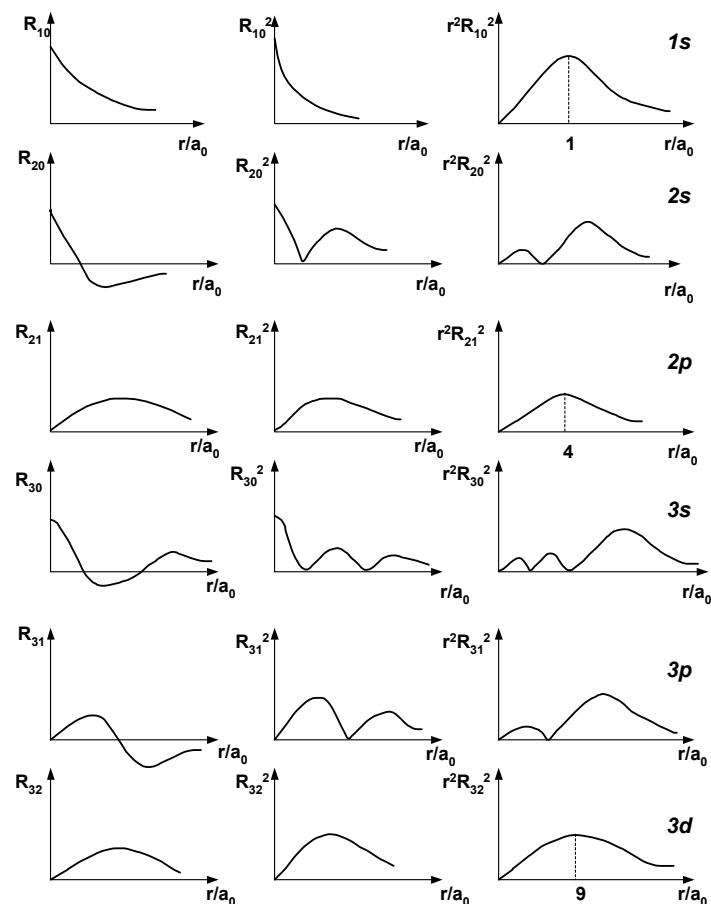 R₁₀ R₁₀² r²R₁₀² 1s
r/a₀ r/a₀ 1 r/a₀
R₂₀ R₂₀² r²R₂₀² 2s
r/a₀ r/a₀ r/a₀
R₂₁ R₂₁² r²R₂₁² 2p
r/a₀ r/a₀ 4 r/a₀
R₃₀ R₃₀² r²R₃₀² 3s
r/a₀ r/a₀ r/a₀
R₃₁ R₃₁² r²R₃₁² 3p
r/a₀ r/a₀ r/a₀
R₃₂ R₃₂² r²R₃₂² 3d
r/a₀ r/a₀ 9 r/a₀